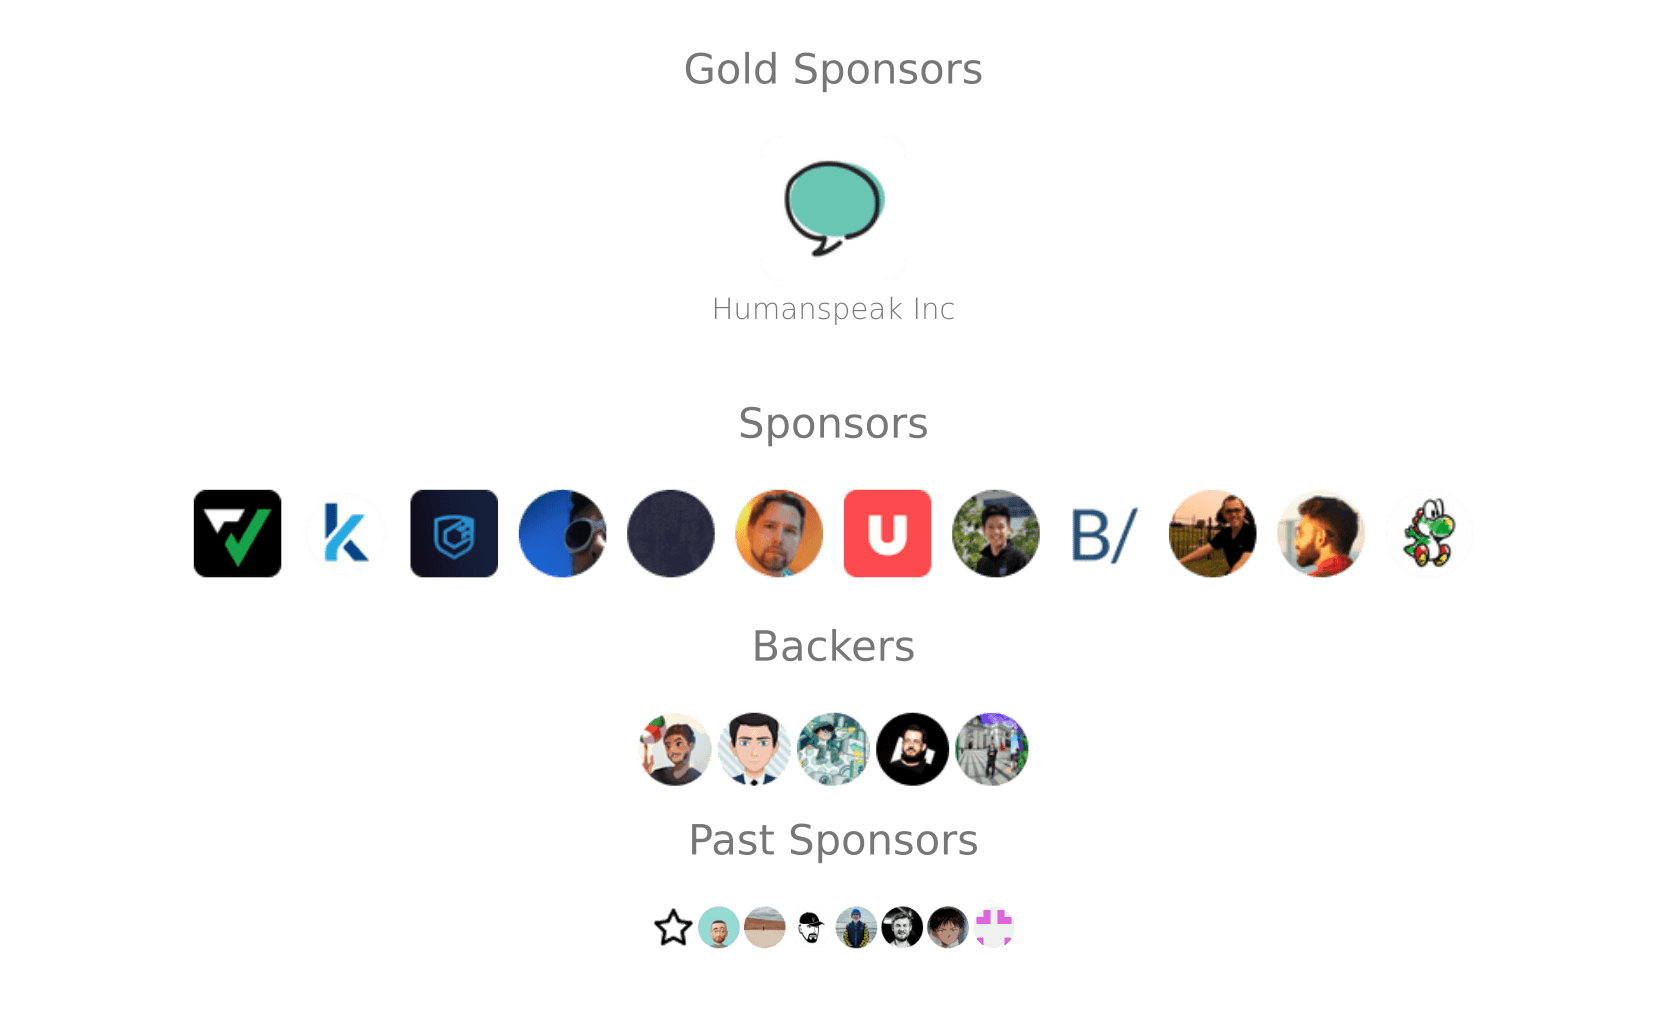 Gold Sponsors
Humanspeak Inc
Sponsors
U
B/
Backers
Past Sponsors